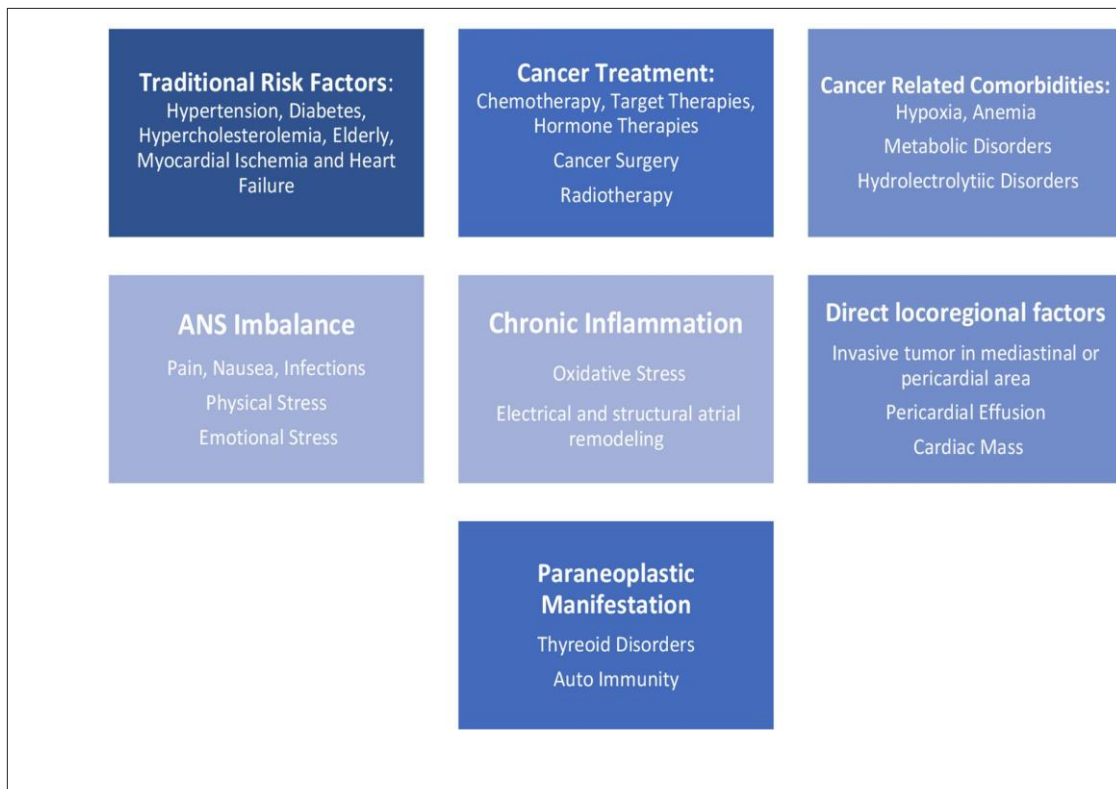 Traditional Risk Factors:
Hypertension, Diabetes,
Hypercholesterolemia, Elderly,
Myocardial Ischemia and Heart
Failure
Cancer Treatment:
Chemotherapy, Target Therapies,
Hormone Therapies
Cancer Surgery
Radiotherapy
Cancer Related Comorbidities:
Hypoxia, Anemia
Metabolic Disorders
Hydrolectrolytiic Disorders
ANS Imbalance
Pain, Nausea, Infections
Physical Stress
Emotional Stress
Chronic Inflammation
Oxidative Stress
Electrical and structural atrial
remodeling
Direct locoregional factors
Invasive tumor in mediastinal or
pericardial area
Pericardial Effusion
Cardiac Mass
Paraneoplastic
Manifestation
Thyreoid Disorders
Auto Immunity